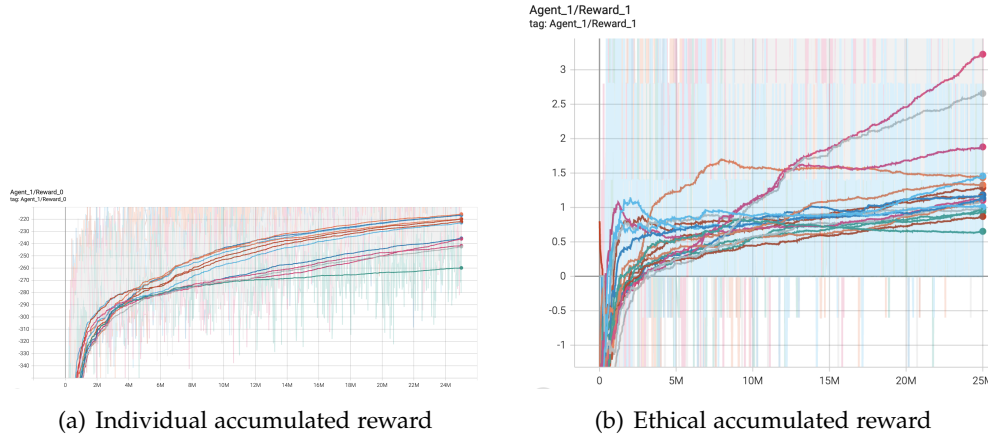 Agent_1/Reward_0
tag: Agent_1/Reward_0
-220
-230
-240
-250
-260
-270
-280
-290
-300
-310
-320
-330
-340
0 2M 4M 6M 8M 10M 12M 14M 16M 18M 20M 22M 24M
(a) Individual accumulated reward
Agent_1/Reward_1
tag: Agent_1/Reward_1
3
2.5
2
1.5
1
0.5
0
-0.5
-1
0 5M 10M 15M 20M 25M
(b) Ethical accumulated reward